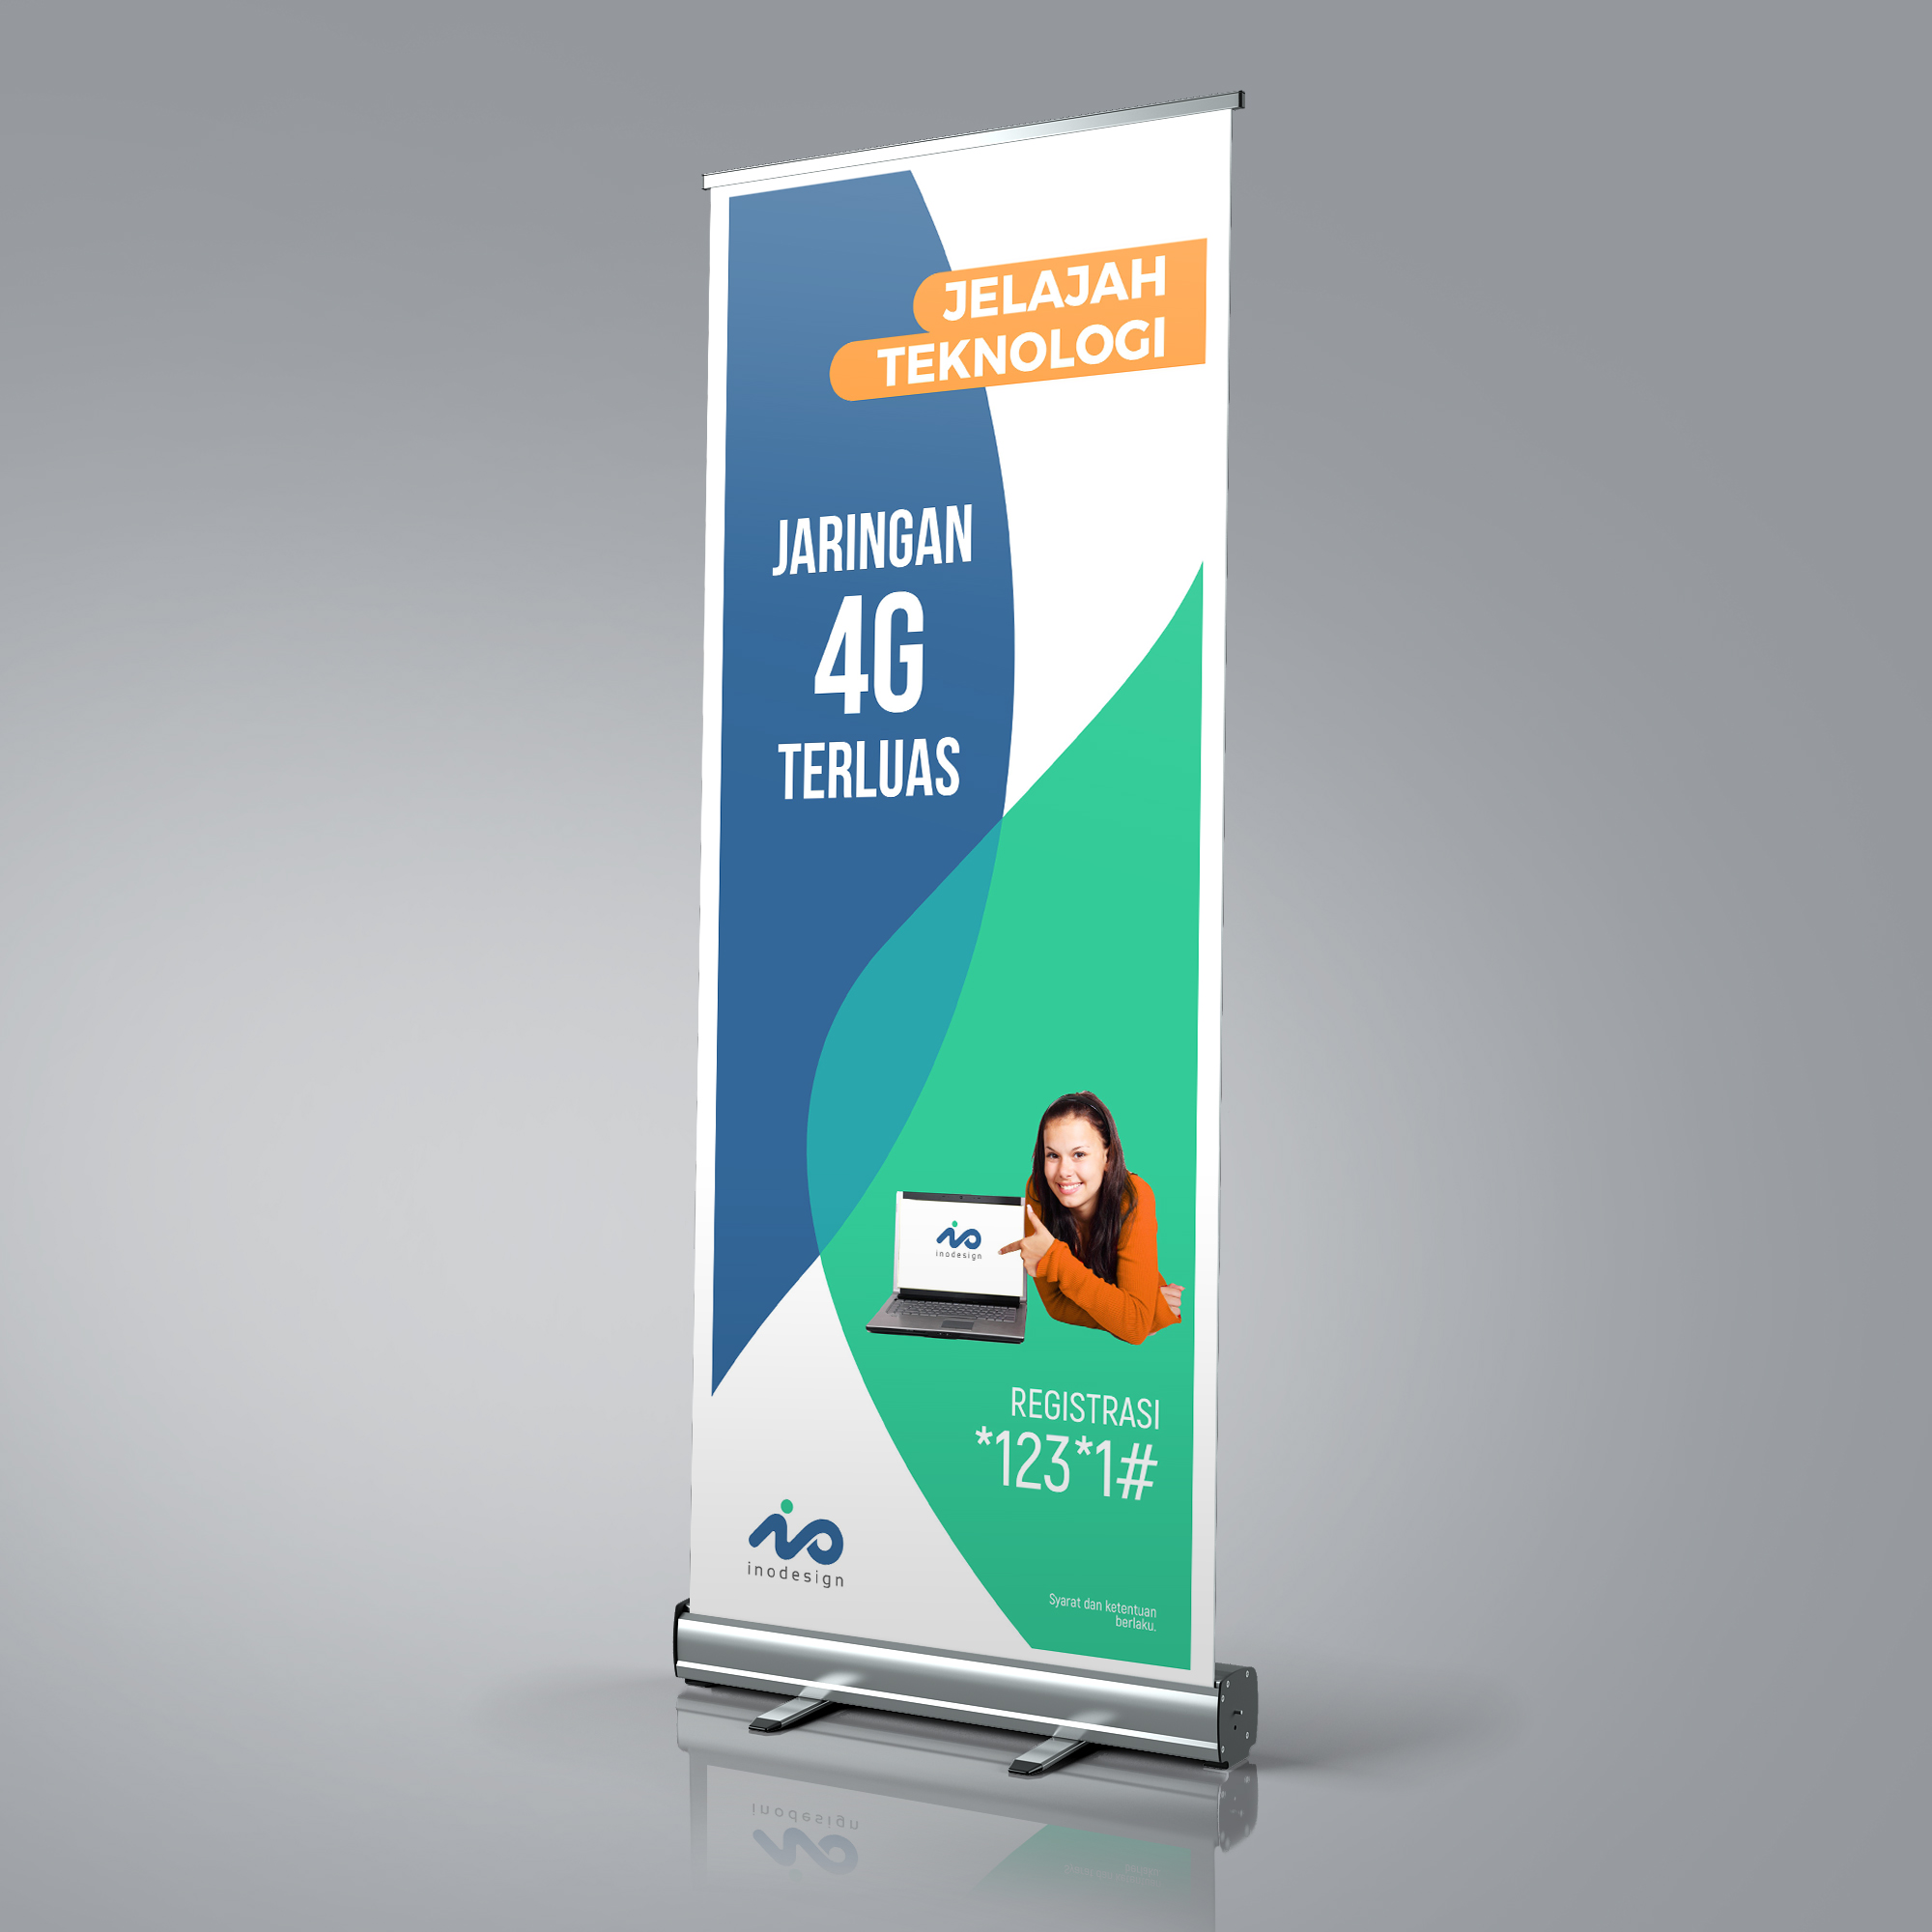 JELAJAH
TEKNOLOGI
JARINGAN
4G
TERLUAS
inodesign
REGISTRASI
*123*1#
inodesign
Syarat dan ketentuan
berlaku.